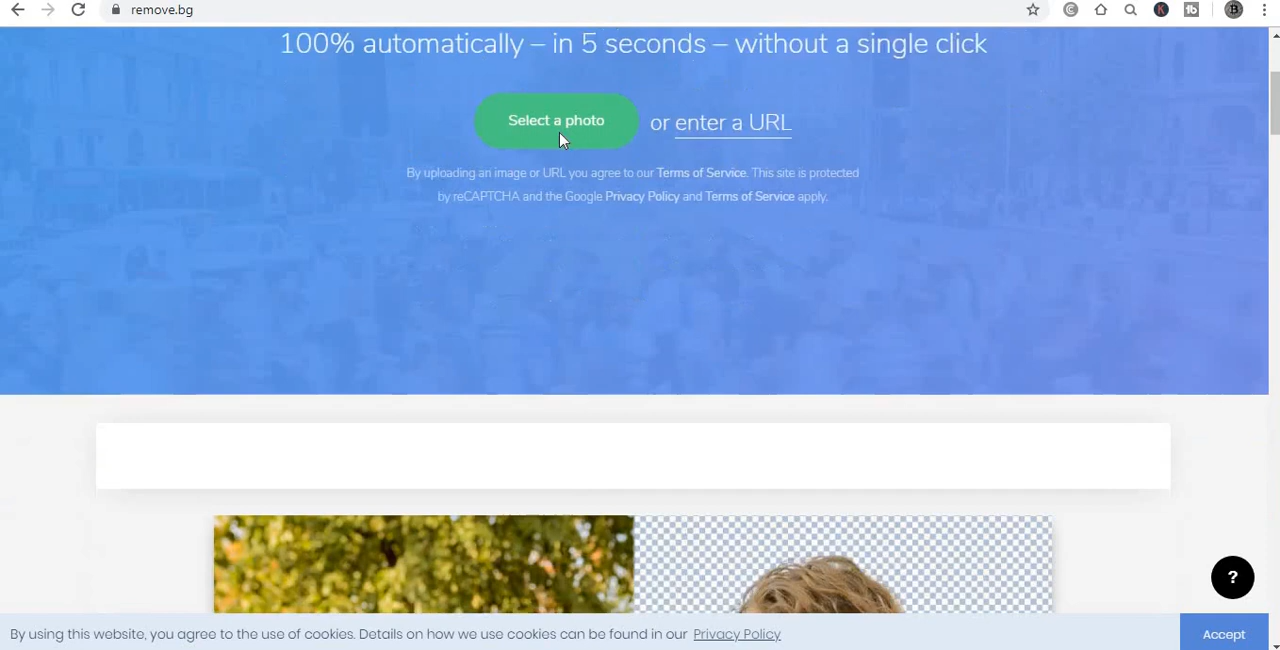 remove.bg
100% automatically – in 5 seconds – without a single click
Select a photo or enter a URL
By uploading an image or URL you agree to our Terms of Service. This site is protected
by reCAPTCHA and the Google Privacy Policy and Terms of Service apply.
?
By using this website, you agree to the use of cookies. Details on how we use cookies can be found in our Privacy Policy
Accept